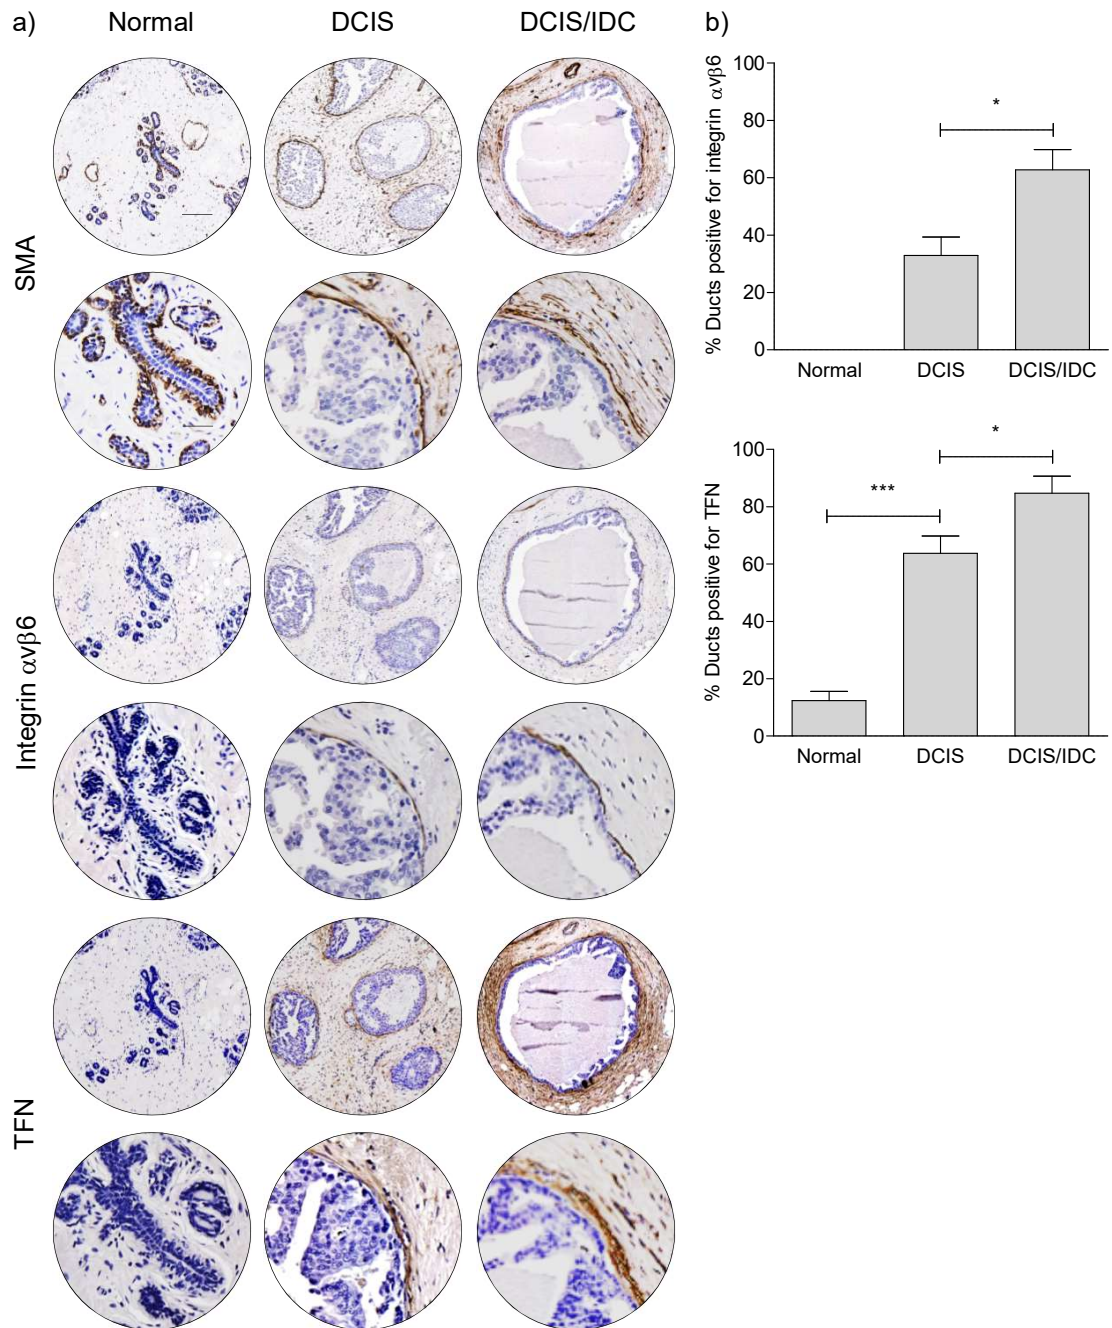 a)
Normal
DCIS
DCIS/IDC
SMA
Integrin αvβ6
TFN
b)
% Ducts positive for integrin αvβ6
100
80
60
40
20
0
*
Normal
DCIS
DCIS/IDC
% Ducts positive for TFN
100
80
60
40
20
0
***
*
Normal
DCIS
DCIS/IDC